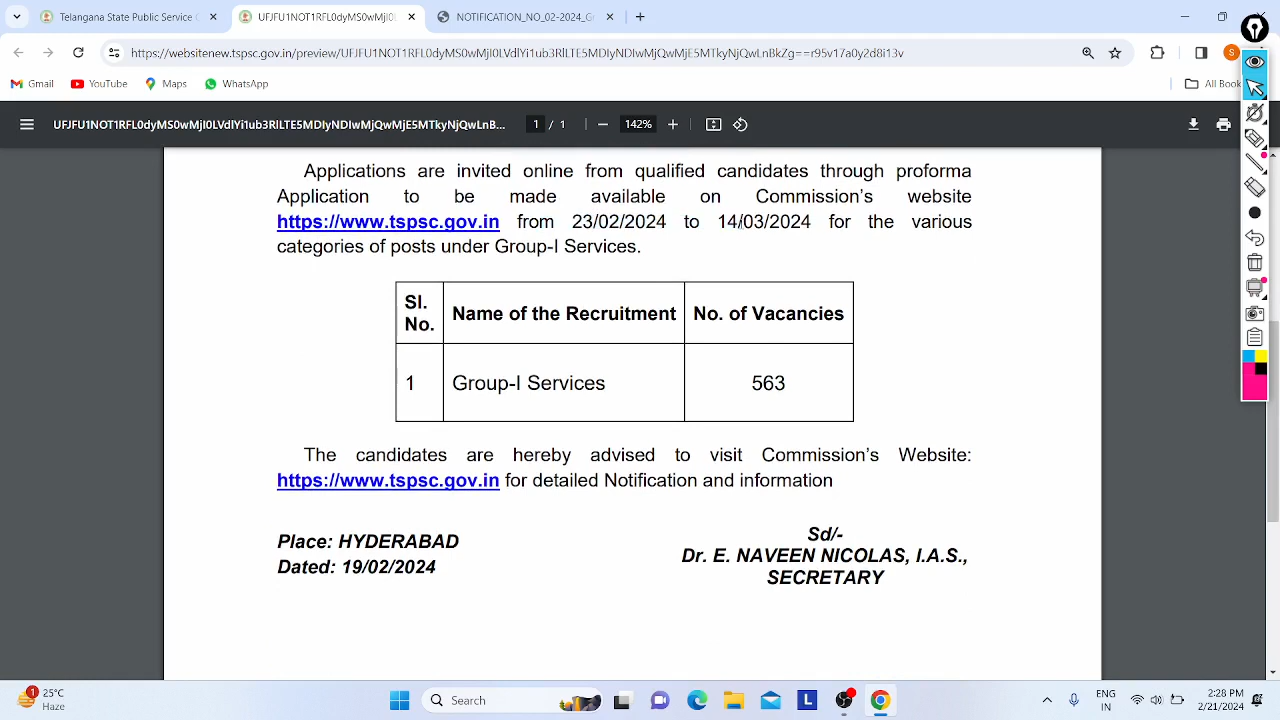 Telangana State Public Service C
UFJFU1NOT1RFL0dyMS0wMjI0LVdlYi
NOTIFICATION_NO_02-2024_G
https://websitenew.tspsc.gov.in/preview/
Gmail YouTube Maps WhatsApp All Book
1 / 142%
Applications are invited online from qualified candidates through proforma
Application to be made available on Commission's website
https://www.tspsc.gov.in from 23/02/2024 to 14/03/2024 for the various
categories of posts under Group-I Services.
Sl. No. Name of the Recruitment No. of Vacancies
1 Group-I Services 563
The candidates are hereby advised to visit Commission's Website:
https://www.tspsc.gov.in for detailed Notification and information
Place: HYDERABAD
Dated: 19/02/2024
Sd/-
Dr. E. NAVEEN NICOLAS, I.A.S.,
SECRETARY
1
25°C
Haze
Search
L
ENG
IN
2:28 PM
2/21/2024